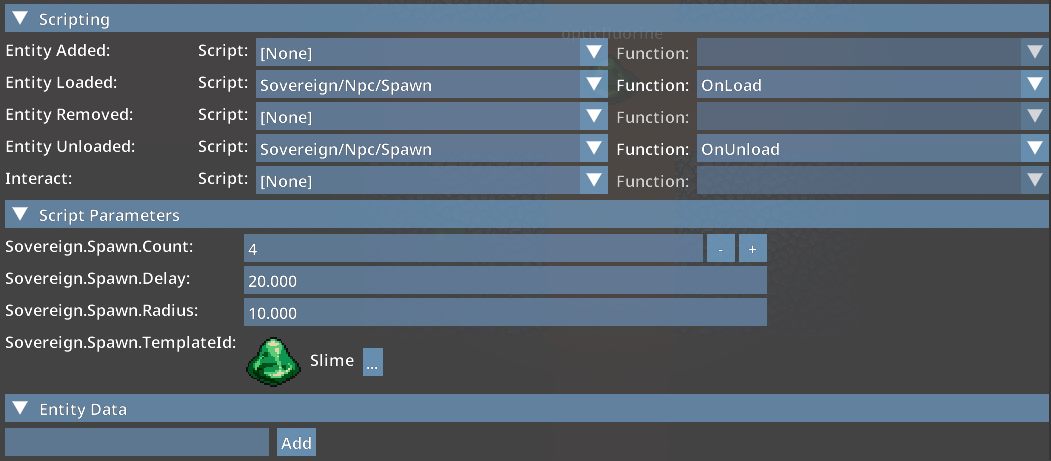 Scripting
opticfluorine
Entity Added: Script: [None] Function:
Entity Loaded: Script: Sovereign/Npc/Spawn Function: OnLoad
Entity Removed: Script: [None] Function:
Entity Unloaded: Script: Sovereign/Npc/Spawn Function: OnUnload
Interact: Script: [None] Function:
Script Parameters
Sovereign.Spawn.Count: 4 - +
Sovereign.Spawn.Delay: 20.000
Sovereign.Spawn.Radius: 10.000
Sovereign.Spawn.TemplateId: Slime ...
Entity Data
Add